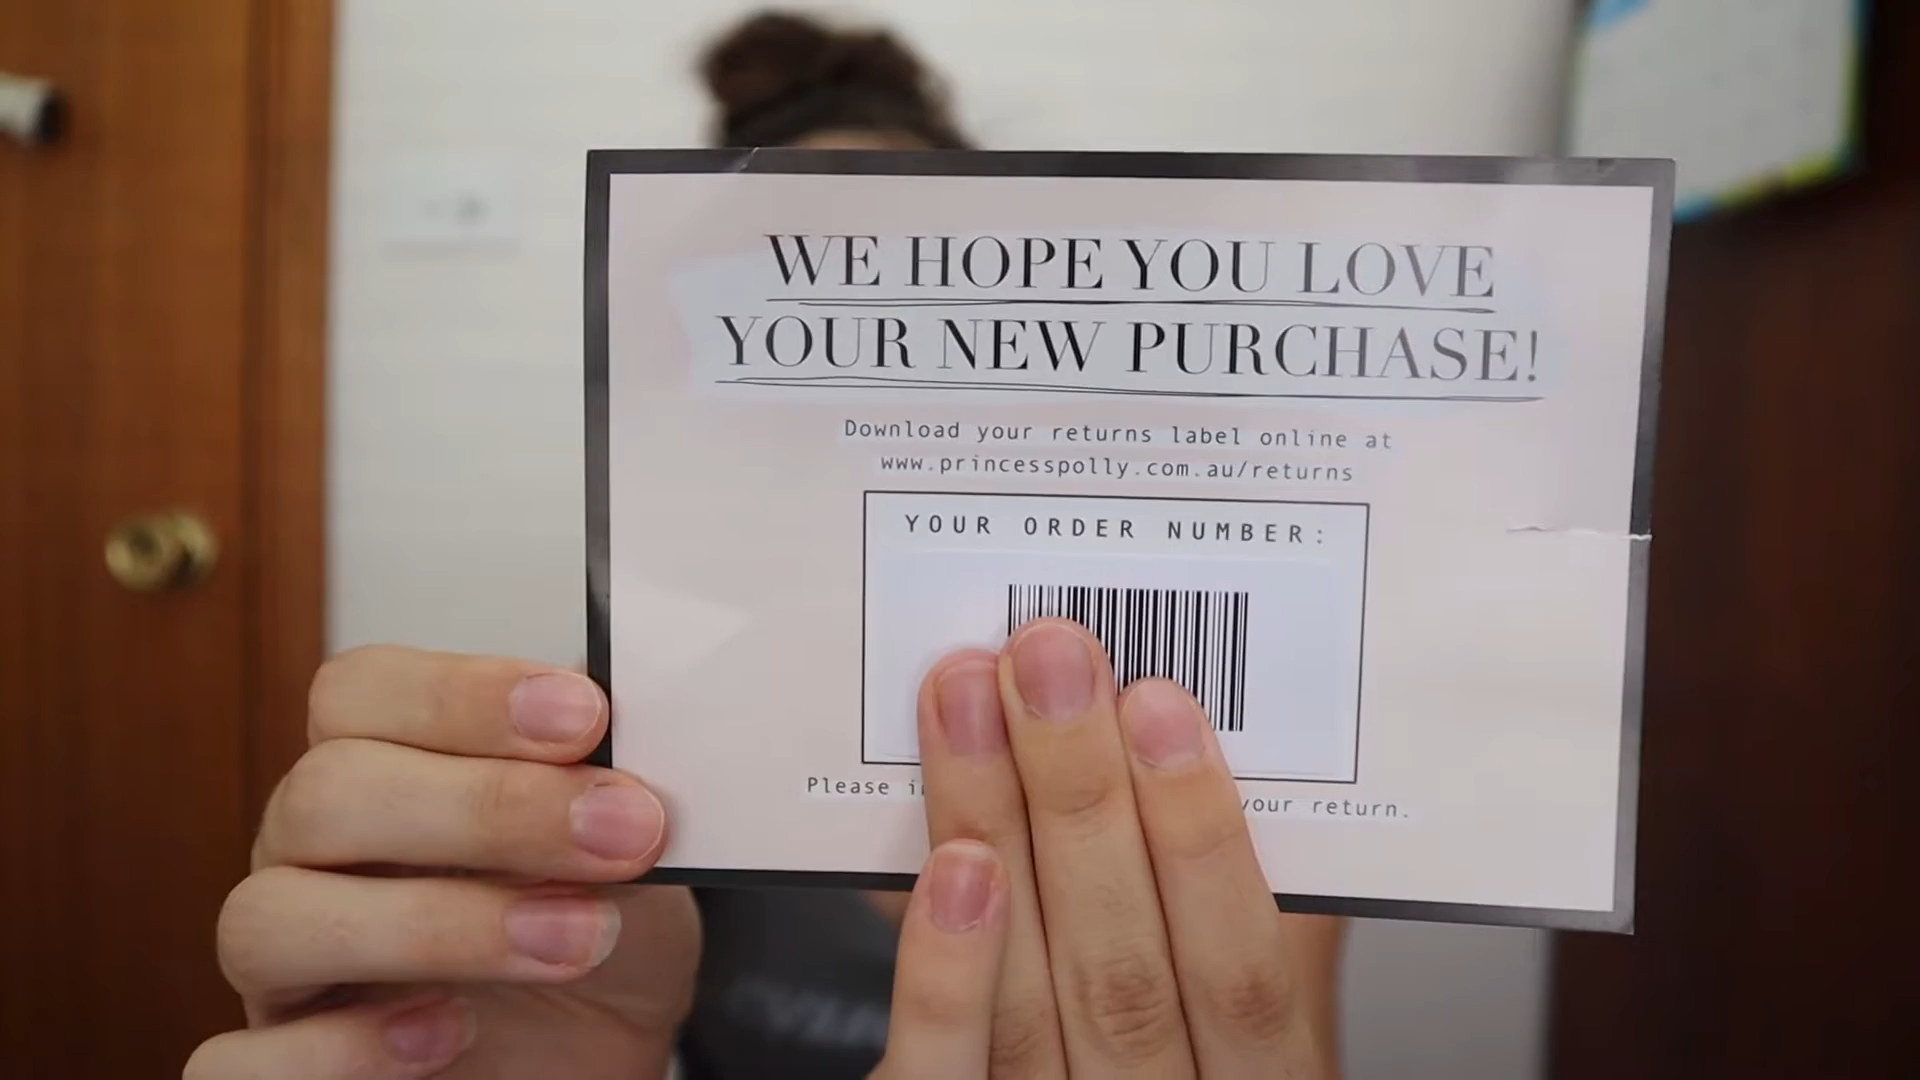 WE HOPE YOU LOVE
YOUR NEW PURCHASE!
Download your returns label online at
www.princesspolly.com.au/returns
YOUR ORDER NUMBER:
Please your return.